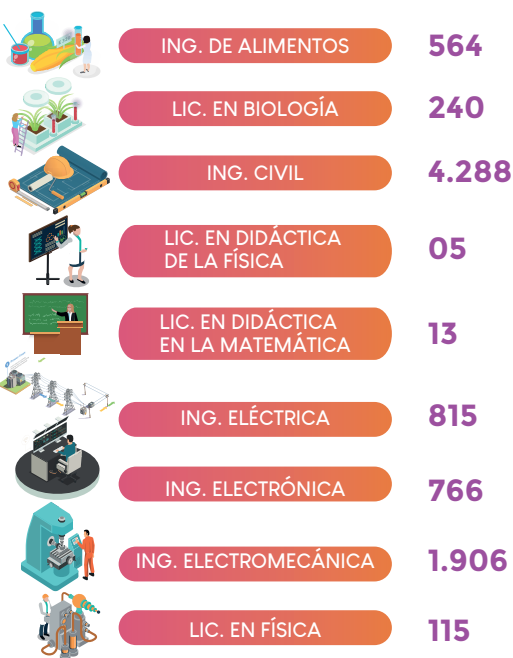 ING. DE ALIMENTOS 564
LIC. EN BIOLOGÍA 240
ING. CIVIL 4.288
LIC. EN DIDÁCTICA
DE LA FÍSICA 05
LIC. EN DIDÁCTICA
EN LA MATEMÁTICA 13
ING. ELÉCTRICA 815
ING. ELECTRÓNICA 766
ING. ELECTROMECÁNICA 1.906
LIC. EN FÍSICA 115